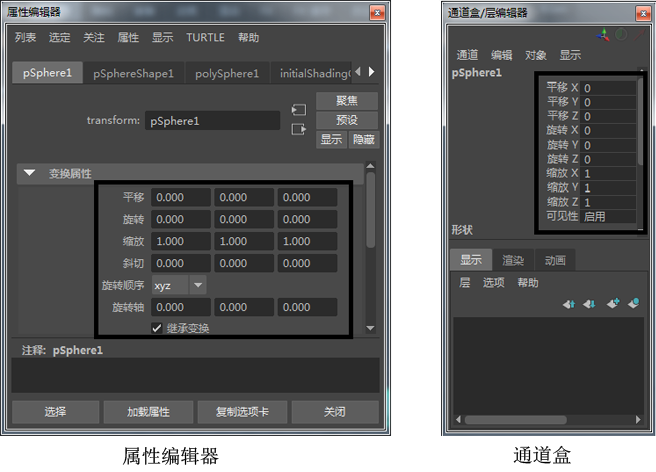 属性编辑器
列表 选定 关注 属性 显示 TURTLE 帮助
pSphere1 pSphereShape1 polySphere1 initialShadingG
transform: pSphere1
聚焦
预设
显示 隐藏
变换属性
平移 0.000 0.000 0.000
旋转 0.000 0.000 0.000
缩放 1.000 1.000 1.000
斜切 0.000 0.000 0.000
旋转顺序 xyz
旋转轴 0.000 0.000 0.000
继承变换
注释: pSphere1
选择 加载属性 复制选项卡 关闭
属性编辑器
通道盒/层编辑器
通道 编辑 对象 显示
pSphere1
平移 X 0
平移 Y 0
平移 Z 0
旋转 X 0
旋转 Y 0
旋转 Z 0
缩放 X 1
缩放 Y 1
缩放 Z 1
可见性 启用
形状
显示 渲染 动画
层 选项 帮助
通道盒